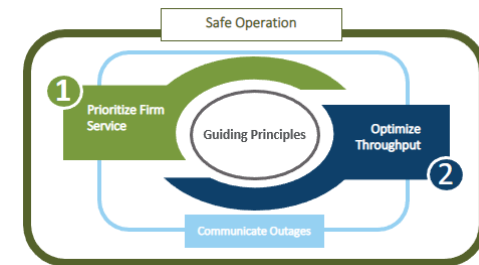 Safe Operation
1
Prioritize Firm
Service
Guiding Principles
Optimize
Throughput
2
Communicate Outages